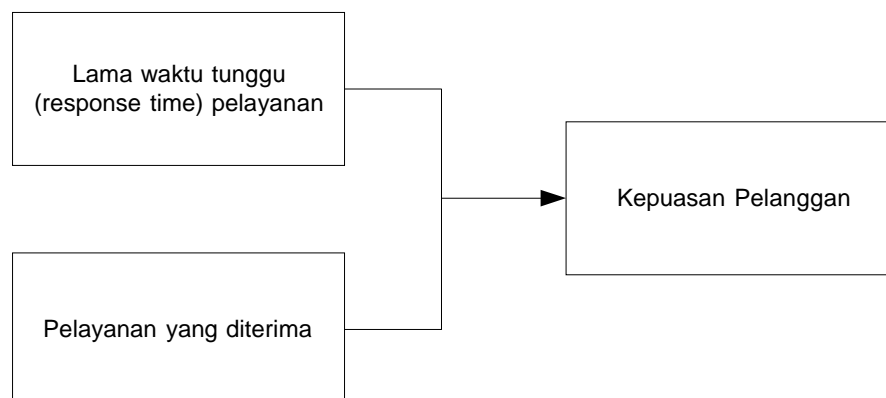 Lama waktu tunggu
(response time) pelayanan
Kepuasan Pelanggan
Pelayanan yang diterima